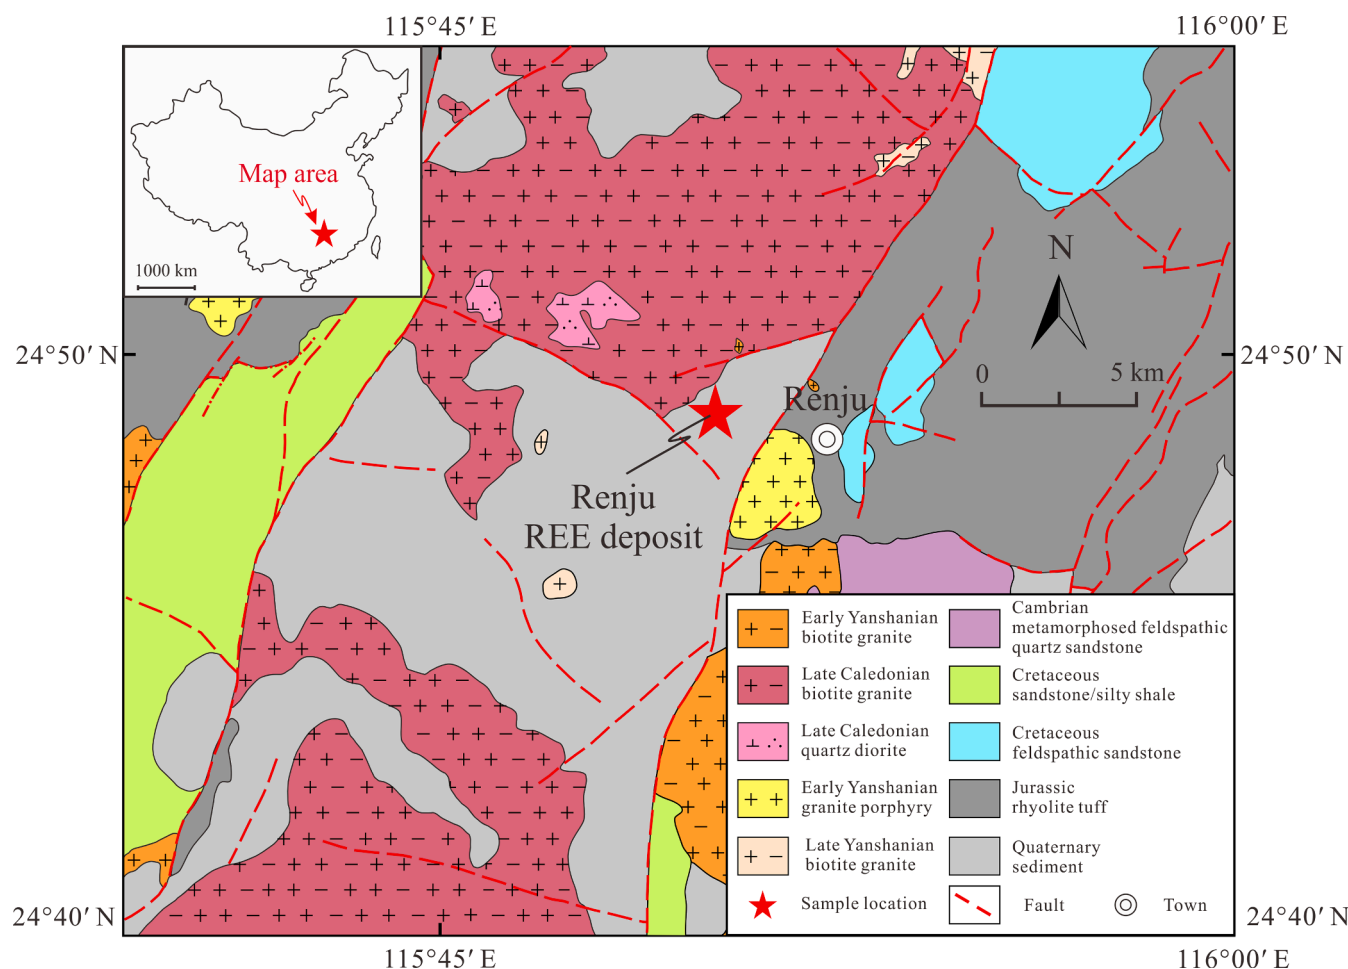 115°45′ E
116°00′ E
Map area
1000 km
N
24°50′ N
24°50′ N
0
5 km
Renju
Renju
REE deposit
Early Yanshanian
biotite granite
Late Caledonian
biotite granite
Late Caledonian
quartz diorite
Early Yanshanian
granite porphyry
Late Yanshanian
biotite granite
Sample location
Cambrian
metamorphosed feldspathic
quartz sandstone
Cretaceous
sandstone/silty shale
Cretaceous
feldspathic sandstone
Jurassic
rhyolite tuff
Quaternary
sediment
Fault
Town
24°40′ N
24°40′ N
115°45′ E
116°00′ E